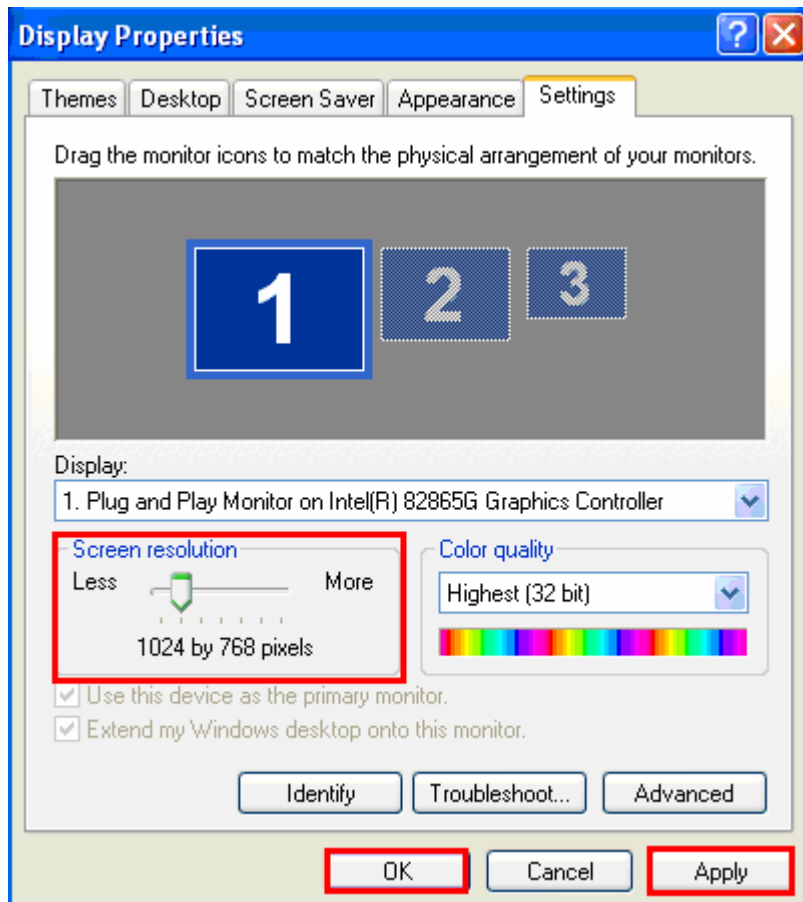 Display Properties
Themes Desktop Screen Saver Appearance Settings
Drag the monitor icons to match the physical arrangement of your monitors.
1 2 3
Display:
1. Plug and Play Monitor on Intel(R) 82865G Graphics Controller
Screen resolution
Less More
1024 by 768 pixels
Color quality
Highest (32 bit)
Use this device as the primary monitor.
Extend my Windows desktop onto this monitor.
Identify Troubleshoot... Advanced
OK Cancel Apply